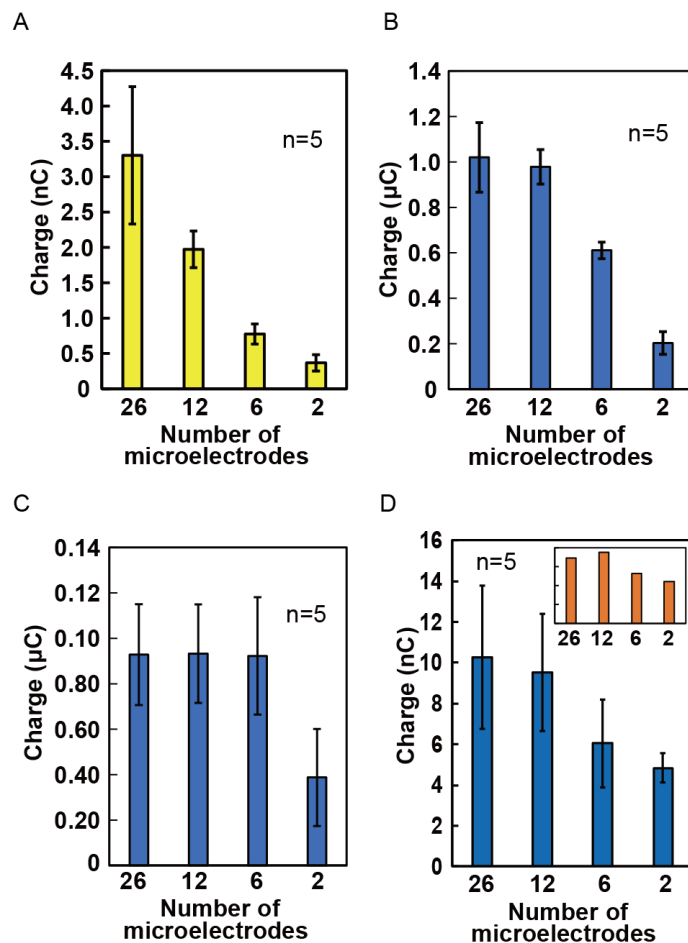 A
Charge (nC)
4.5
4.0
3.5
3.0
2.5
2.0
1.5
1.0
0.5
0
n=5
26 12 6 2
Number of
microelectrodes
B
Charge (µC)
1.4
1.2
1.0
0.8
0.6
0.4
0.2
0
n=5
26 12 6 2
Number of
microelectrodes
C
Charge (µC)
0.14
0.12
0.10
0.80
0.60
0.40
0.20
0
n=5
26 12 6 2
Number of
microelectrodes
D
Charge (nC)
16
14
12
10
8
6
4
2
0
n=5
26 12 6 2
26 12 6 2
Number of
microelectrodes